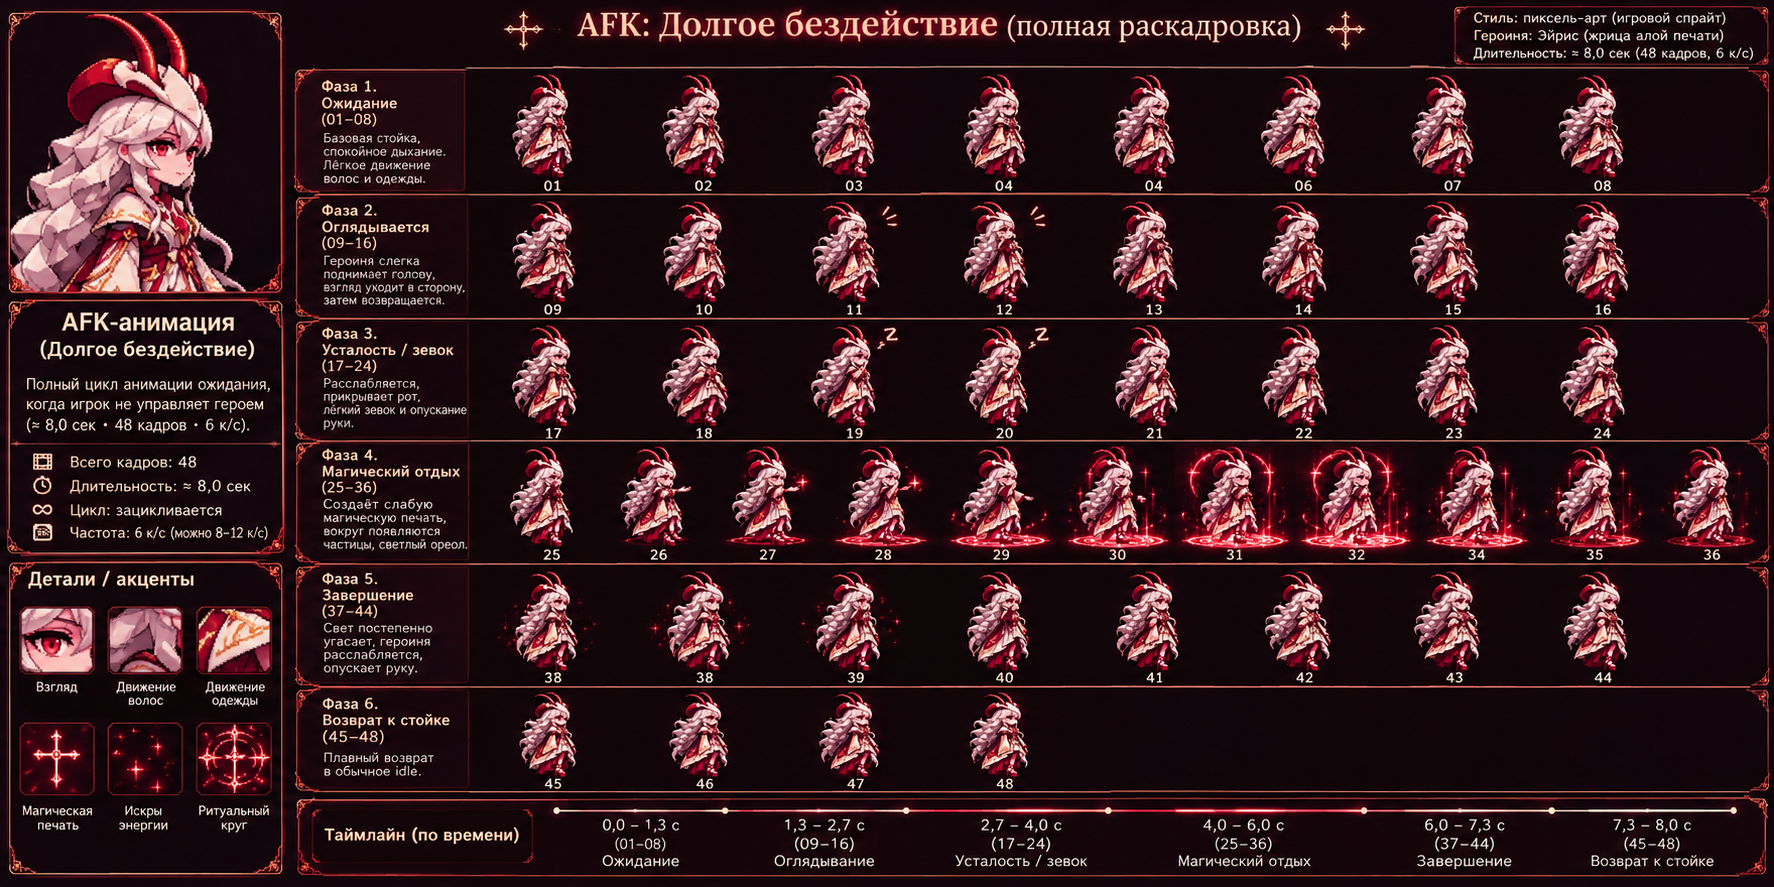 AFK: Долгое бездействие (полная раскадровка)
Стиль: пиксель-арт (игровой спрайт)
Героиня: Эйрис (жрица алой печати)
Длительность: ≈ 8,0 сек (48 кадров, 6 к/с)
AFK-анимация
(Долгое бездействие)
Полный цикл анимации ожидания,
когда игрок не управляет героем
(≈ 8,0 сек • 48 кадров • 6 к/с).
Всего кадров: 48
Длительность: ≈ 8,0 сек
Цикл: зацикливается
Частота: 6 к/с (можно 8–12 к/с)
Детали / акценты
Взгляд
Движение
волос
Движение
одежды
Магическая
печать
Искры
энергии
Ритуальный
круг
Фаза 1.
Ожидание
(01–08)
Базовая стойка,
спокойное дыхание.
Лёгкое движение
волос и одежды.
01 02 03 04 04 06 07 08
Фаза 2.
Оглядывается
(09–16)
Героиня слегка
поднимает голову,
взгляд уходит в сторону,
затем возвращается.
09 10 11 12 13 14 15 16
Фаза 3.
Усталость / зевок
(17–24)
Расслабляется,
прикрывает рот,
лёгкий зевок и опускание
руки.
Z Z
17 18 19 20 21 22 23 24
Фаза 4.
Магический отдых
(25–36)
Создаёт слабую
магическую печать,
вокруг появляются
частицы, светлый ореол.
25 26 27 28 29 30 31 32 34 35 36
Фаза 5.
Завершение
(37–44)
Свет постепенно
угасает, героиня
расслабляется,
опускает руку.
38 38 39 40 41 42 43 44
Фаза 6.
Возврат к стойке
(45–48)
Плавный возврат
в обычное idle.
45 46 47 48
Таймлайн (по времени)
0,0 – 1,3 с
(01–08)
Ожидание
1,3 – 2,7 с
(09–16)
Оглядывание
2,7 – 4,0 с
(17–24)
Усталость / зевок
4,0 – 6,0 с
(25–36)
Магический отдых
6,0 – 7,3 с
(37–44)
Завершение
7,3 – 8,0 с
(45–48)
Возврат к стойке